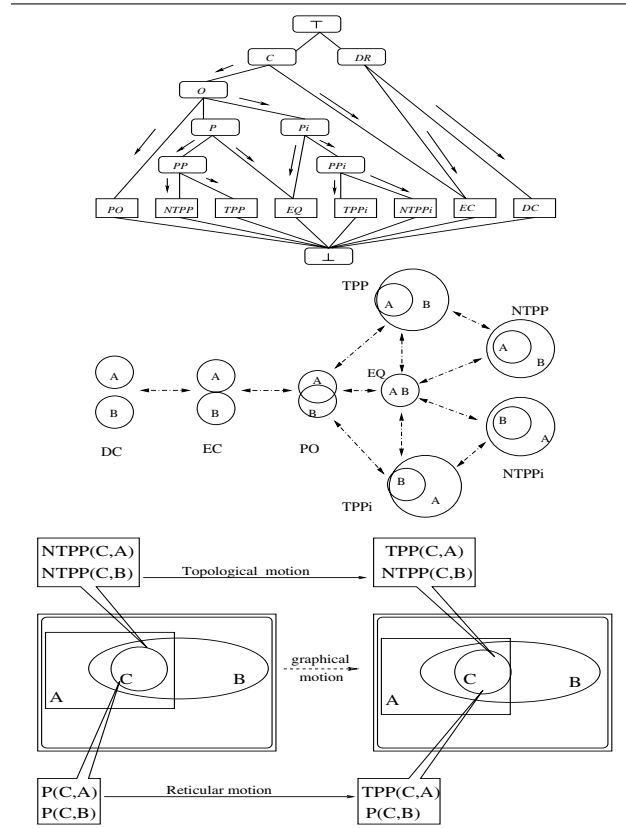 ⊤
C DR
O
P Pi
PP PPi
PO NTPP TPP EQ TPPi NTPPi EC DC
⊥
TPP
A B
NTPP
A
B
EQ
A B
A
B
DC
A
B
EC
A
B
PO
B
A
NTPPi
B
A
TPPi
NTPP(C,A)
NTPP(C,B)
Topological motion
TPP(C,A)
NTPP(C,B)
A
C
B
graphical
motion
A
C
B
P(C,A)
P(C,B)
Reticular motion
TPP(C,A)
P(C,B)